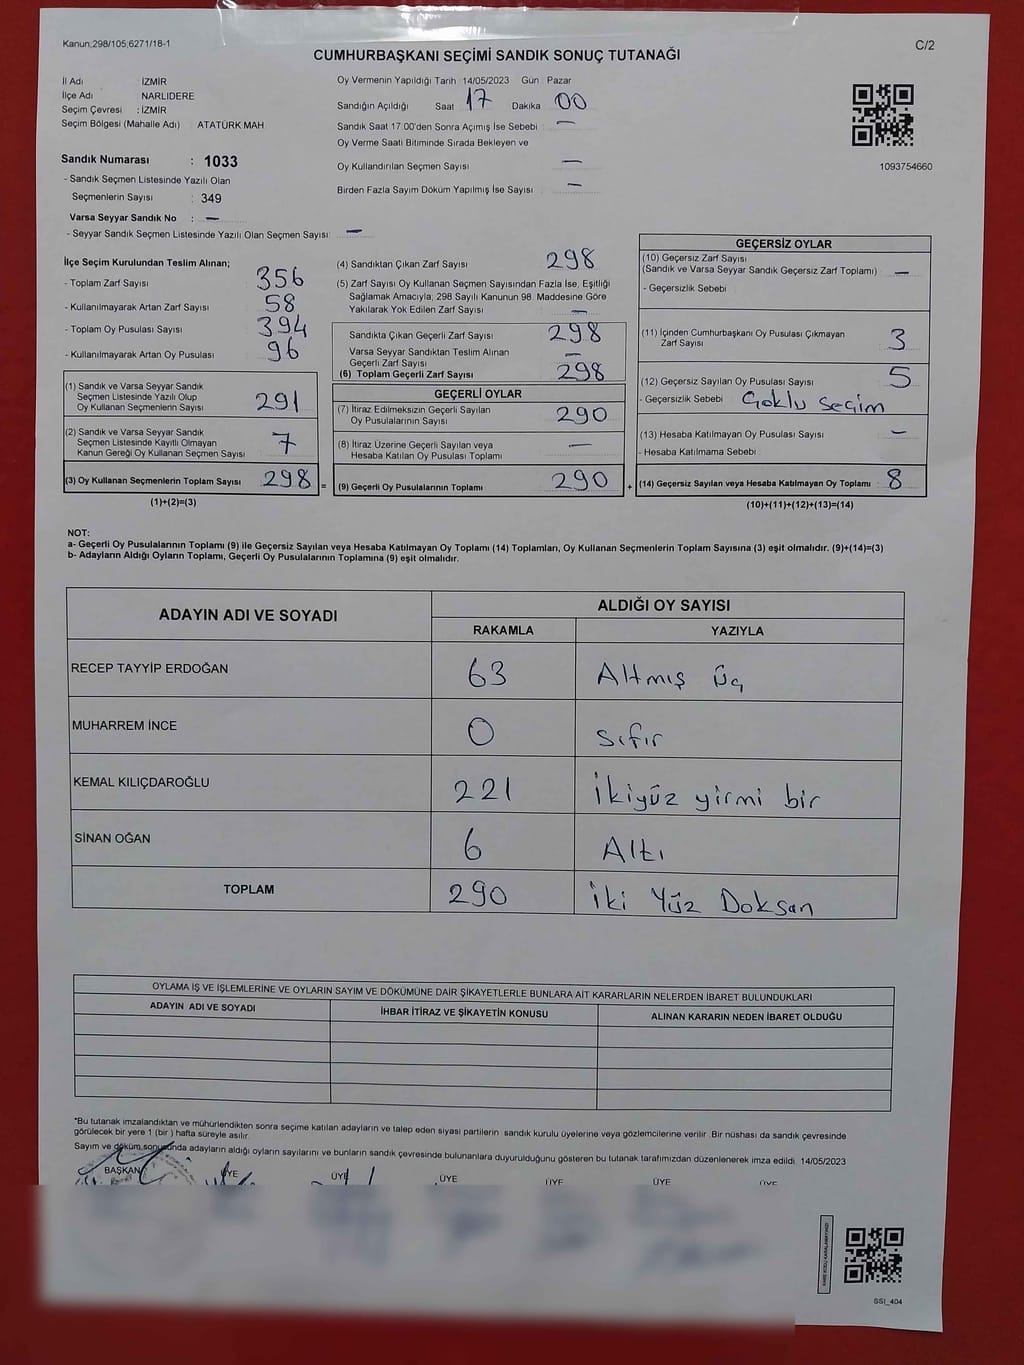 Kanun;298/105;6271/18-1
C/2
CUMHURBAŞKANI SEÇİMİ SANDIK SONUÇ TUTANAĞI
İl Adı İZMİR
İlçe Adı NARLIDERE
Seçim Çevresi : İZMİR
Seçim Bölgesi (Mahalle Adı) ATATÜRK MAH
Sandık Numarası : 1033
- Sandık Seçmen Listesinde Yazılı Olan
Seçmenlerin Sayısı : 349
Varsa Seyyar Sandık No : —
- Seyyar Sandık Seçmen Listesinde Yazılı Olan Seçmen Sayısı: —
Oy Vermenin Yapıldığı Tarih 14/05/2023 Gün Pazar
Sandığın Açıldığı Saat 17 Dakika 00
Sandık Saat 17:00'den Sonra Açımış İse Sebebi : —
Oy Verme Saati Bitiminde Sırada Bekleyen ve
Oy Kullandırılan Seçmen Sayısı —
Birden Fazla Sayım Döküm Yapılmış İse Sayısı —
1093754660
İlçe Seçim Kurulundan Teslim Alınan;
- Toplam Zarf Sayısı 356
- Kullanılmayarak Artan Zarf Sayısı 58
- Toplam Oy Pusulası Sayısı 394
- Kullanılmayarak Artan Oy Pusulası 96
(1) Sandık ve Varsa Seyyar Sandık
Seçmen Listesinde Yazılı Olup
Oy Kullanan Seçmenlerin Sayısı 291
(2) Sandık ve Varsa Seyyar Sandık
Seçmen Listesinde Kayıtlı Olmayan
Kanun Gereği Oy Kullanan Seçmen Sayısı 7
(3) Oy Kullanan Seçmenlerin Toplam Sayısı 298 =
(1)+(2)=(3)
(4) Sandıktan Çıkan Zarf Sayısı 298
(5) Zarf Sayısı Oy Kullanan Seçmen Sayısından Fazla İse, Eşitliği
Sağlamak Amacıyla; 298 Sayılı Kanunun 98. Maddesine Göre
Yakılarak Yok Edilen Zarf Sayısı —
Sandıkta Çıkan Geçerli Zarf Sayısı 298
Varsa Seyyar Sandıktan Teslim Alınan
Geçerli Zarf Sayısı —
(6) Toplam Geçerli Zarf Sayısı 298
GEÇERLİ OYLAR
(7) İtiraz Edilmeksizin Geçerli Sayılan
Oy Pusulalarının Sayısı 290
(8) İtiraz Üzerine Geçerli Sayılan veya
Hesaba Katılan Oy Pusulası Toplamı —
(9) Geçerli Oy Pusulalarının Toplamı 290 +
GEÇERSİZ OYLAR
(10) Geçersiz Zarf Sayısı
(Sandık ve Varsa Seyyar Sandık Geçersiz Zarf Toplamı) —
- Geçersizlik Sebebi
(11) İçinden Cumhurbaşkanı Oy Pusulası Çıkmayan
Zarf Sayısı 3
(12) Geçersiz Sayılan Oy Pusulası Sayısı 5
- Geçersizlik Sebebi Çoklu Seçim
(13) Hesaba Katılmayan Oy Pusulası Sayısı —
- Hesaba Katılmama Sebebi
(14) Geçersiz Sayılan veya Hesaba Katılmayan Oy Toplamı : 8
(10)+(11)+(12)+(13)=(14)
NOT:
a- Geçerli Oy Pusulalarının Toplamı (9) ile Geçersiz Sayılan veya Hesaba Katılmayan Oy Toplamı (14) Toplamları, Oy Kullanan Seçmenlerin Toplam Sayısına (3) eşit olmalıdır. (9)+(14)=(3)
b- Adayların Aldığı Oyların Toplamı, Geçerli Oy Pusulalarının Toplamına (9) eşit olmalıdır.
ADAYIN ADI VE SOYADI ALDIĞI OY SAYISI
RAKAMLA YAZIYLA
RECEP TAYYİP ERDOĞAN 63 Altmış Üç
MUHARREM İNCE 0 Sıfır
KEMAL KILIÇDAROĞLU 221 İkiyüz yirmi bir
SİNAN OĞAN 6 Altı
TOPLAM 290 İki Yüz Doksan
OYLAMA İŞ VE İŞLEMLERİNE VE OYLARIN SAYIM VE DÖKÜMÜNE DAİR ŞİKAYETLERLE BUNLARA AİT KARARLARIN NELERDEN İBARET BULUNDUKLARI
ADAYIN ADI VE SOYADI İHBAR İTİRAZ VE ŞİKAYETİN KONUSU ALINAN KARARIN NEDEN İBARET OLDUĞU
*Bu tutanak imzalandıktan ve mühürlendikten sonra seçime katılan adayların ve talep eden siyasi partilerin sandık kurulu üyelerine veya gözlemcilerine verilir. Bir nüshası da sandık çevresinde
görülecek bir yere 1 (bir) hafta süreyle asılır.
Sayım ve döküm sonucunda adayların aldığı oyların sayılarını ve bunların sandık çevresinde bulunanlara duyurulduğunu gösteren bu tutanak tarafımızdan düzenlenerek imza edildi. 14/05/2023
BAŞKAN ÜYE ÜYE ÜYE ÜYE ÜYE ÜYE
SSI_404